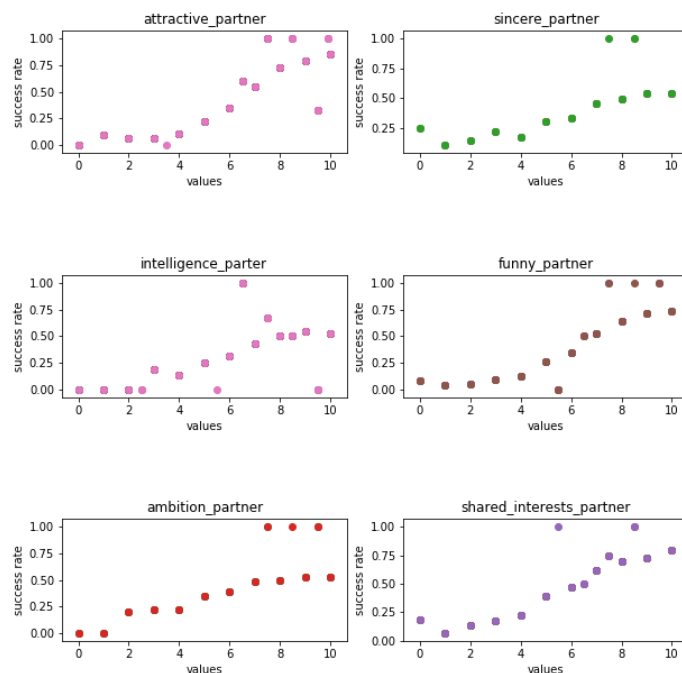 attractive_partner
success rate
1.00
0.75
0.50
0.25
0.00
0 2 4 6 8 10
values
sincere_partner
success rate
1.00
0.75
0.50
0.25
0 2 4 6 8 10
values
intelligence_parter
success rate
1.00
0.75
0.50
0.25
0.00
0 2 4 6 8 10
values
funny_partner
success rate
1.00
0.75
0.50
0.25
0.00
0 2 4 6 8 10
values
ambition_partner
success rate
1.00
0.75
0.50
0.25
0.00
0 2 4 6 8 10
values
shared_interests_partner
success rate
1.00
0.75
0.50
0.25
0.00
0 2 4 6 8 10
values